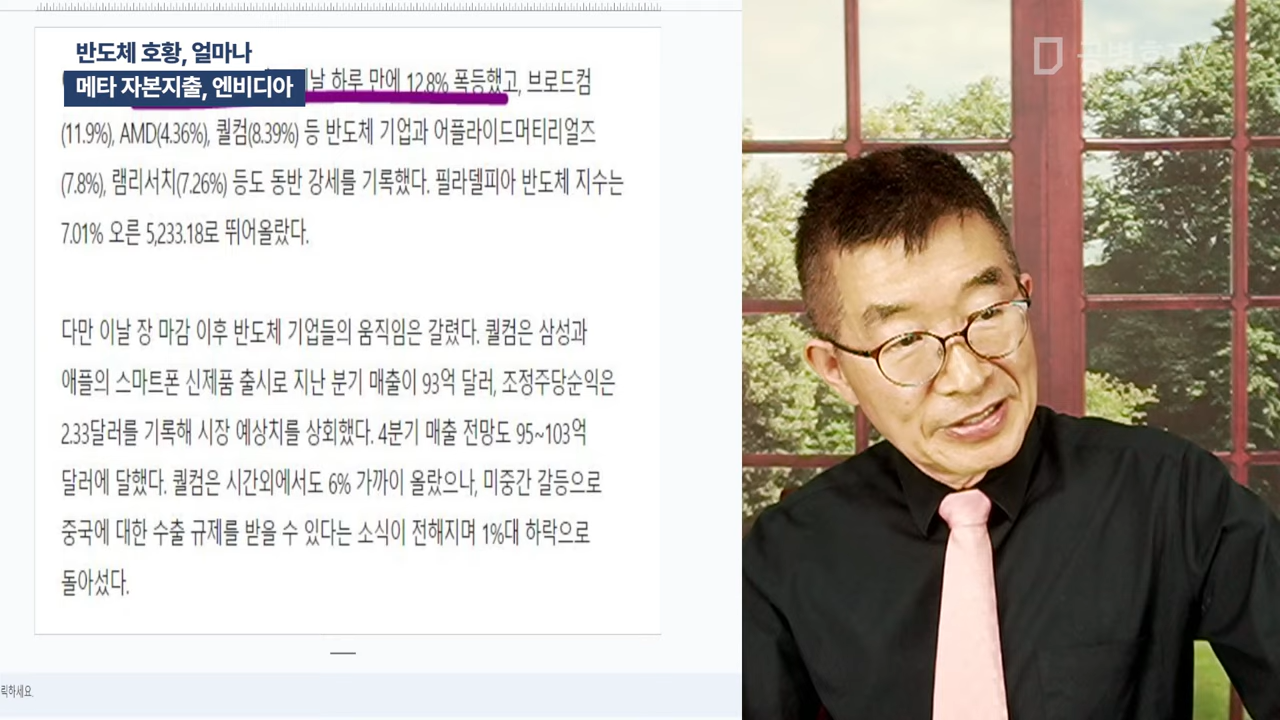 반도체 호황, 얼마나
메타 자본지출, 엔비디아
날 하루 만에 12.8% 폭등했고, 브로드컴
(11.9%), AMD(4.36%), 퀄컴(8.39%) 등 반도체 기업과 어플라이드머티리얼즈
(7.8%), 램리서치(7.26%) 등도 동반 강세를 기록했다. 필라델피아 반도체 지수는
7.01% 오른 5,233.18로 뛰어올랐다.
다만 이날 장 마감 이후 반도체 기업들의 움직임은 갈렸다. 퀄컴은 삼성과
애플의 스마트폰 신제품 출시로 지난 분기 매출이 93억 달러, 조정주당순익은
2.33달러를 기록해 시장 예상치를 상회했다. 4분기 매출 전망도 95~103억
달러에 달했다. 퀄컴은 시간외에서도 6% 가까이 올랐으나, 미중간 갈등으로
중국에 대한 수출 규제를 받을 수 있다는 소식이 전해지며 1%대 하락으로
돌아섰다.
릭하세요.
공병호TV